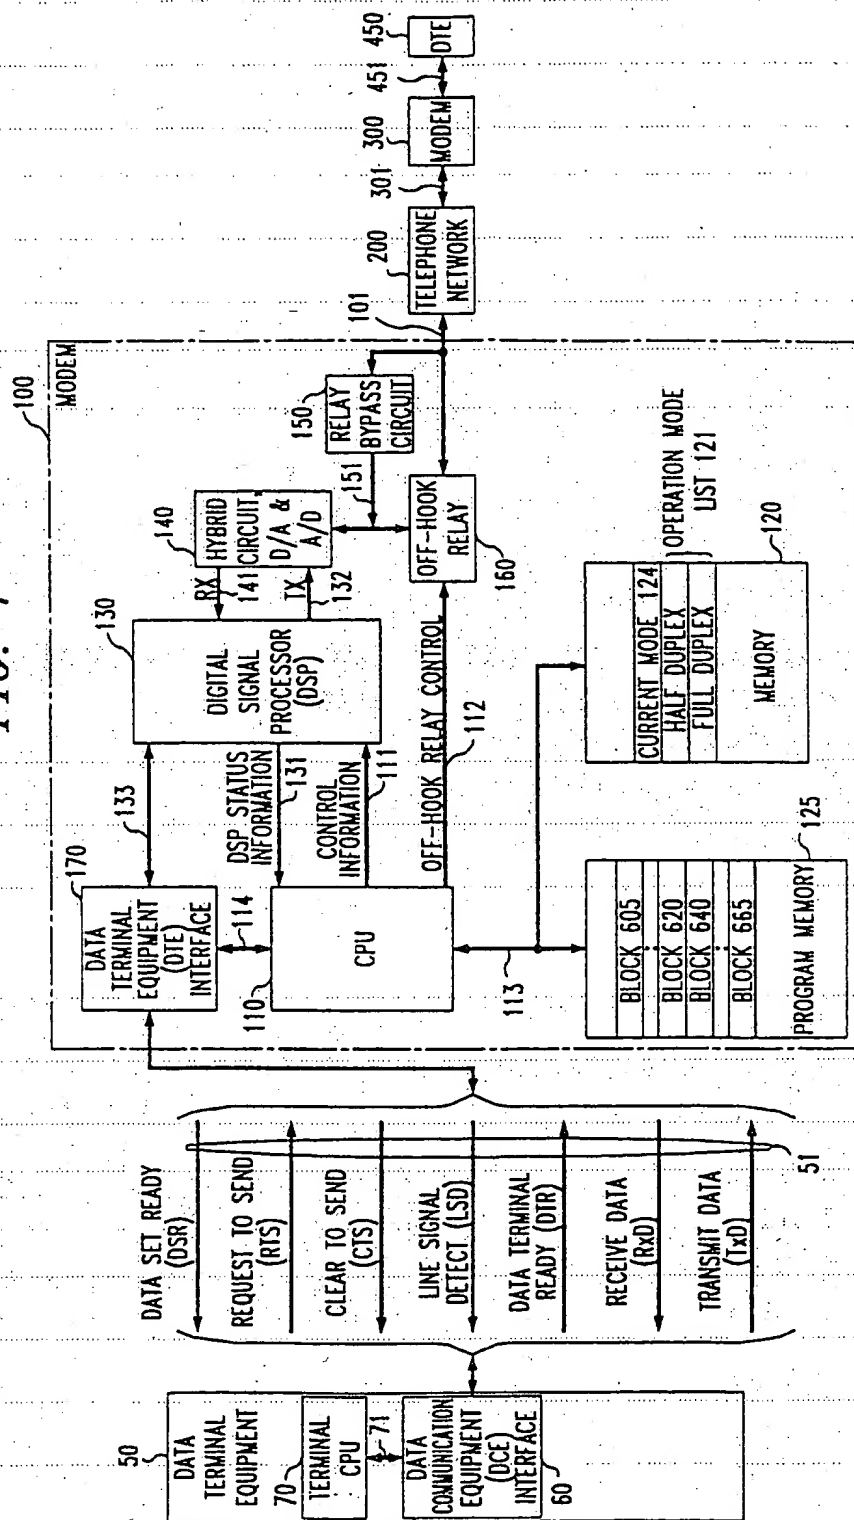 FIG. 1
50
DATA
TERMINAL
EQUIPMENT
70
TERMINAL
CPU
71
DATA
COMMUNICATION
EQUIPMENT
(DCE)
INTERFACE
60
DATA SET READY
(DSR)
REQUEST TO SEND
(RTS)
CLEAR TO SEND
(CTS)
LINE SIGNAL
DETECT (LSD)
DATA TERMINAL
READY (DTR)
RECEIVE DATA
(RxD)
TRANSMIT DATA
(TxD)
51
100
MODEM
170
DATA
TERMINAL
EQUIPMENT
(DTE)
INTERFACE
133
114
110
CPU
DSP STATUS
INFORMATION
131
CONTROL
INFORMATION
111
OFF-HOOK RELAY CONTROL
112
113
130
DIGITAL
SIGNAL
PROCESSOR
(DSP)
RX
141
TX
132
140
HYBRID
CIRCUIT,
D/A &
A/D
150
RELAY
BYPASS
CIRCUIT
151
OFF-HOOK
RELAY
160
BLOCK 605
BLOCK 620
BLOCK 640
BLOCK 665
PROGRAM MEMORY
125
CURRENT MODE 124
HALF DUPLEX
FULL DUPLEX
MEMORY
120
OPERATION MODE
LIST 121
101
200
TELEPHONE
NETWORK
301
300
MODEM
451
450
DTE